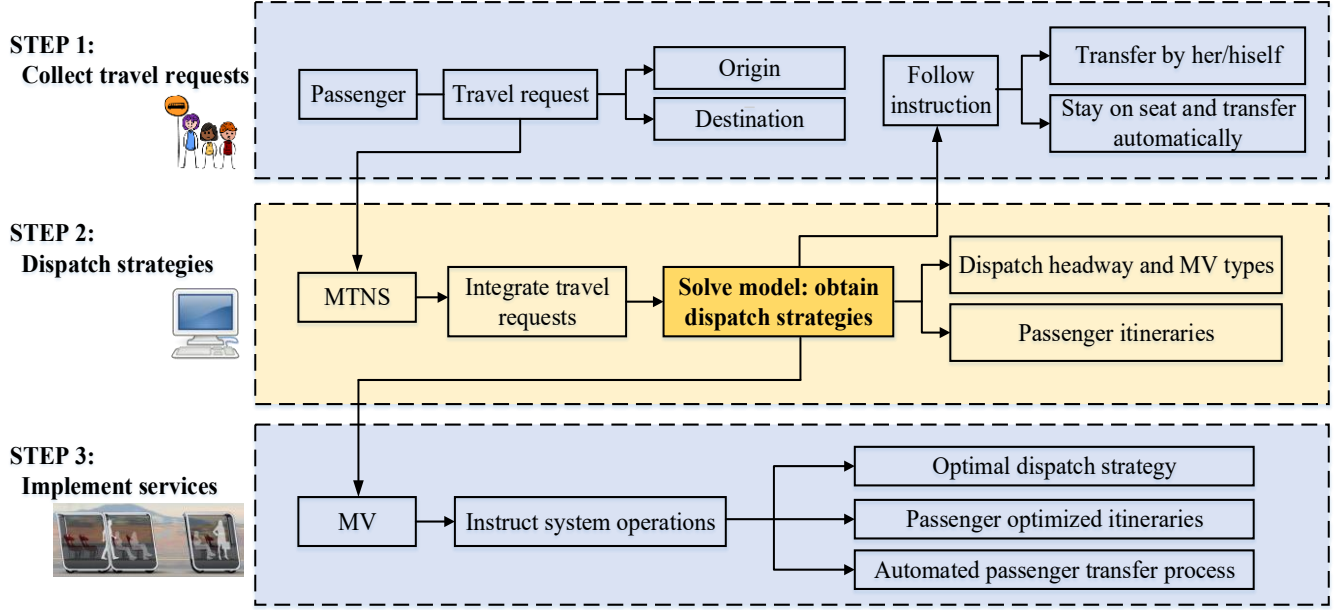 STEP 1:
Collect travel requests
Passenger
Travel request
Origin
Destination
Follow
instruction
Transfer by her/hiself
Stay on seat and transfer
automatically
STEP 2:
Dispatch strategies
MTNS
Integrate travel
requests
Solve model: obtain
dispatch strategies
Dispatch headway and MV types
Passenger itineraries
STEP 3:
Implement services
MV
Instruct system operations
Optimal dispatch strategy
Passenger optimized itineraries
Automated passenger transfer process